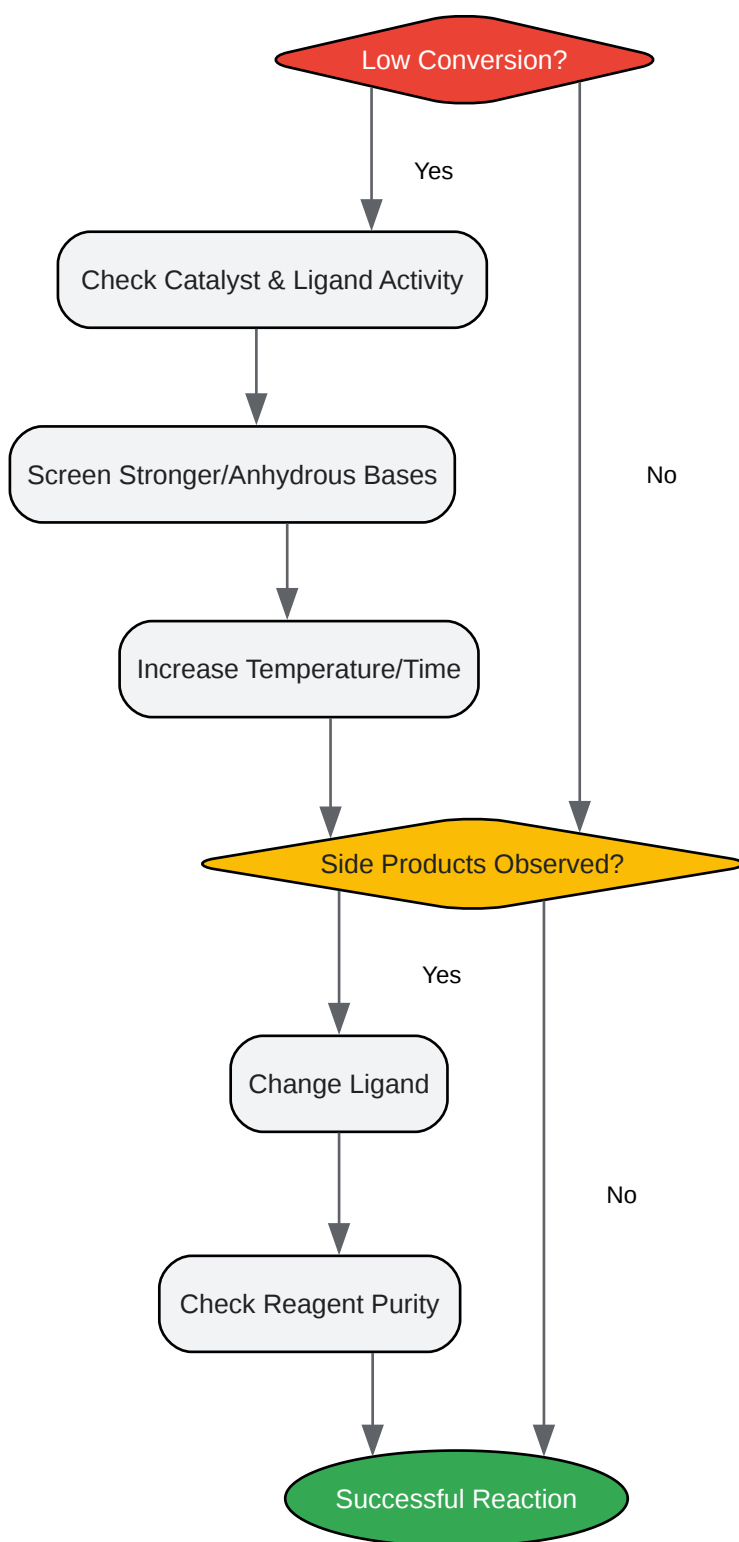 Low Conversion?
Yes
Check Catalyst & Ligand Activity
Screen Stronger/Anhydrous Bases
No
Increase Temperature/Time
Side Products Observed?
Yes
Change Ligand
No
Check Reagent Purity
Successful Reaction